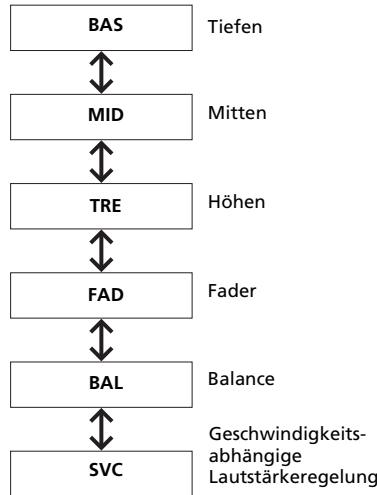 BAS Tiefen
MID Mitten
TRE Höhen
FAD Fader
BAL Balance
SVC Geschwindigkeits-
abhängige
Lautstärkeregelung